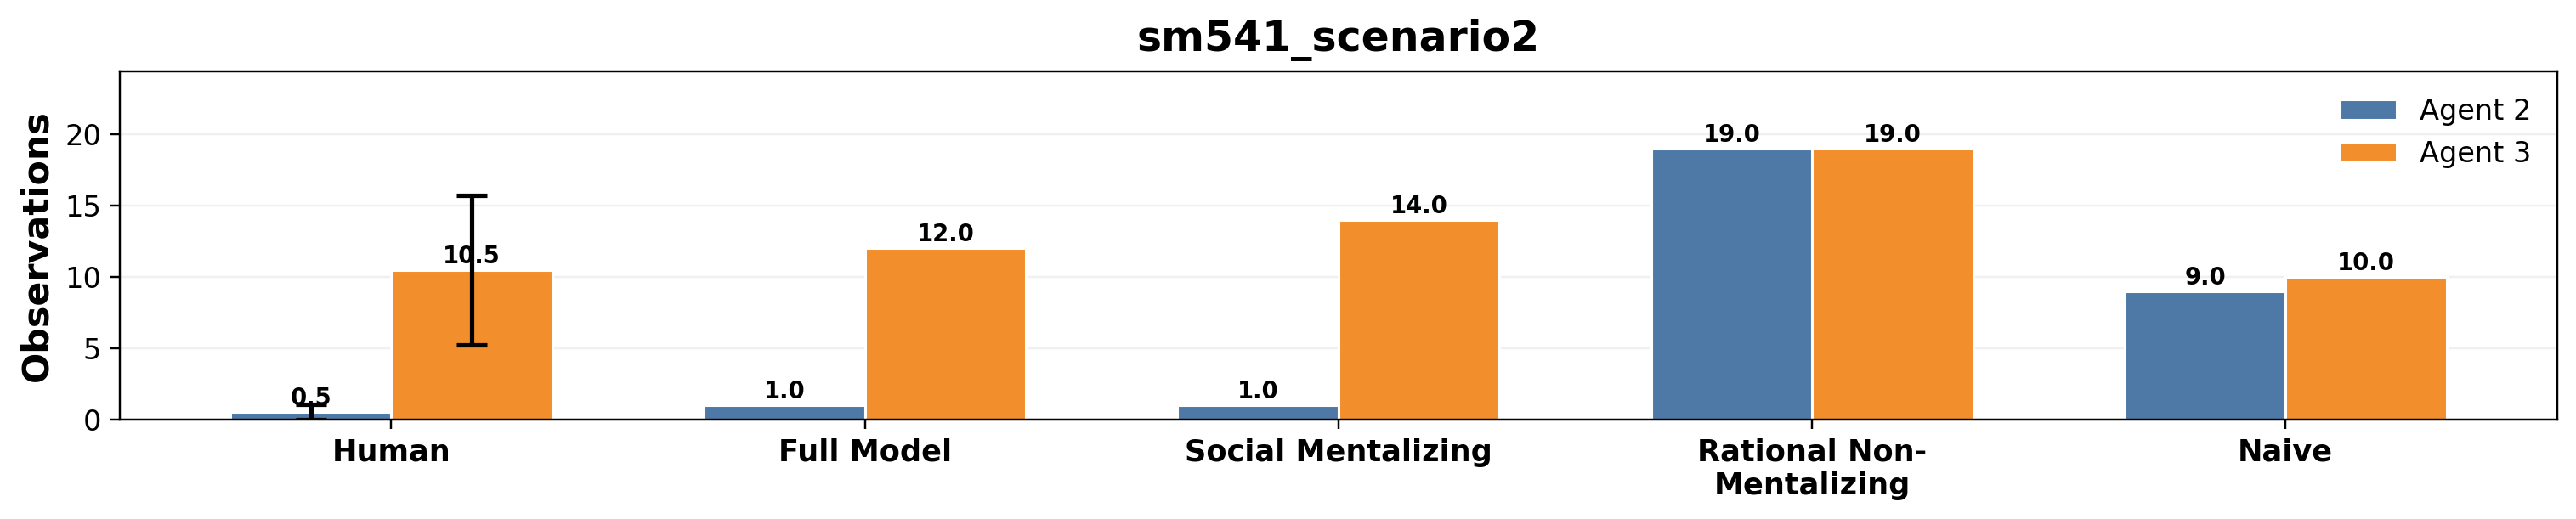 sm541_scenario2
Observations
20
15
10
5
0
Agent 2
Agent 3
0.5
10.5
1.0
12.0
1.0
14.0
19.0
19.0
9.0
10.0
Human
Full Model
Social Mentalizing
Rational Non-
Mentalizing
Naive